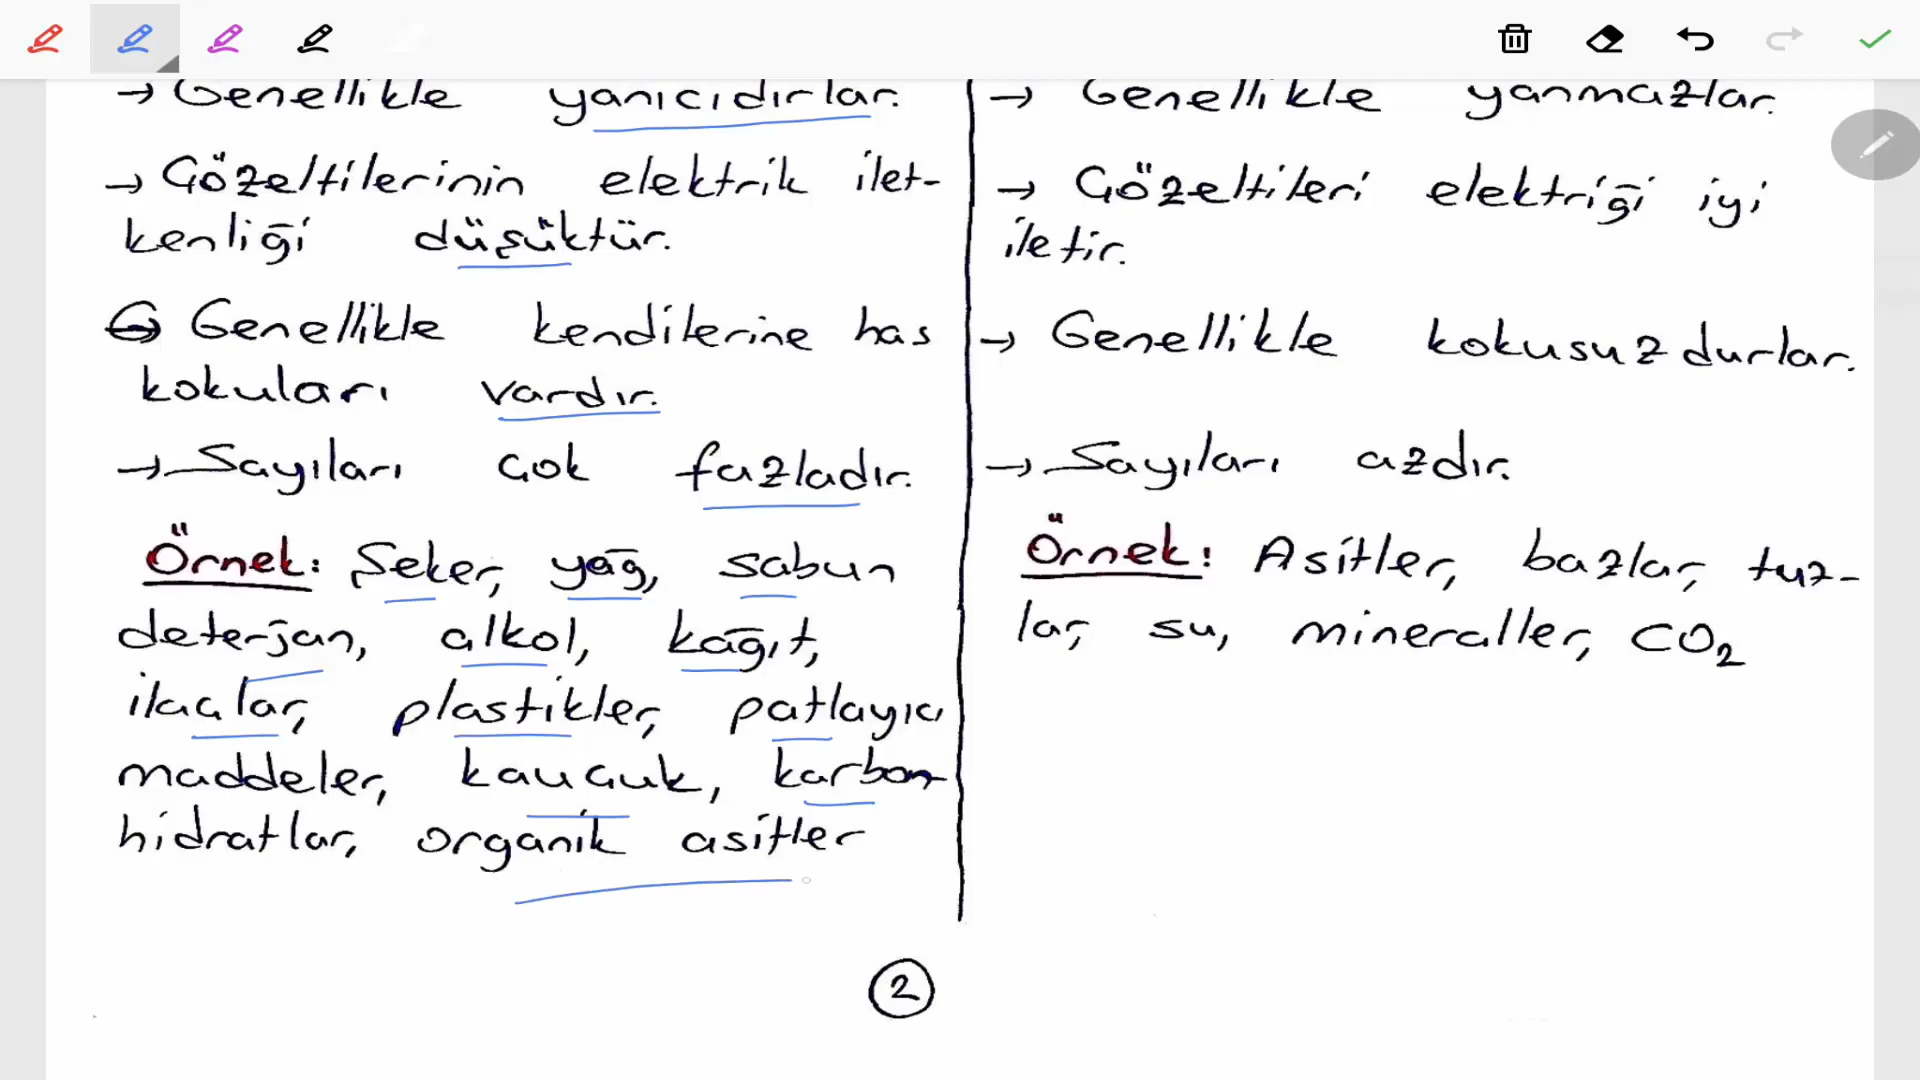 → Genellikle yanıcıdırlar.
→ Çözeltilerinin elektrik ilet-
kenliği düşüktür.
→ Genellikle kendilerine has
kokuları vardır.
→ Sayıları çok fazladır.
Örnek: Şeker, yağ, sabun
deterjan, alkol, kağıt,
ilaçlar, plastikler, patlayıcı
maddeler, kauçuk, karbon-
hidratlar, organik asitler
→ Genellikle yanmazlar.
→ Çözeltileri elektriği iyi
iletir.
→ Genellikle kokusuzdurlar.
→ Sayıları azdır.
Örnek: Asitler, bazlar, tuz-
lar, su, mineraller, CO₂
2